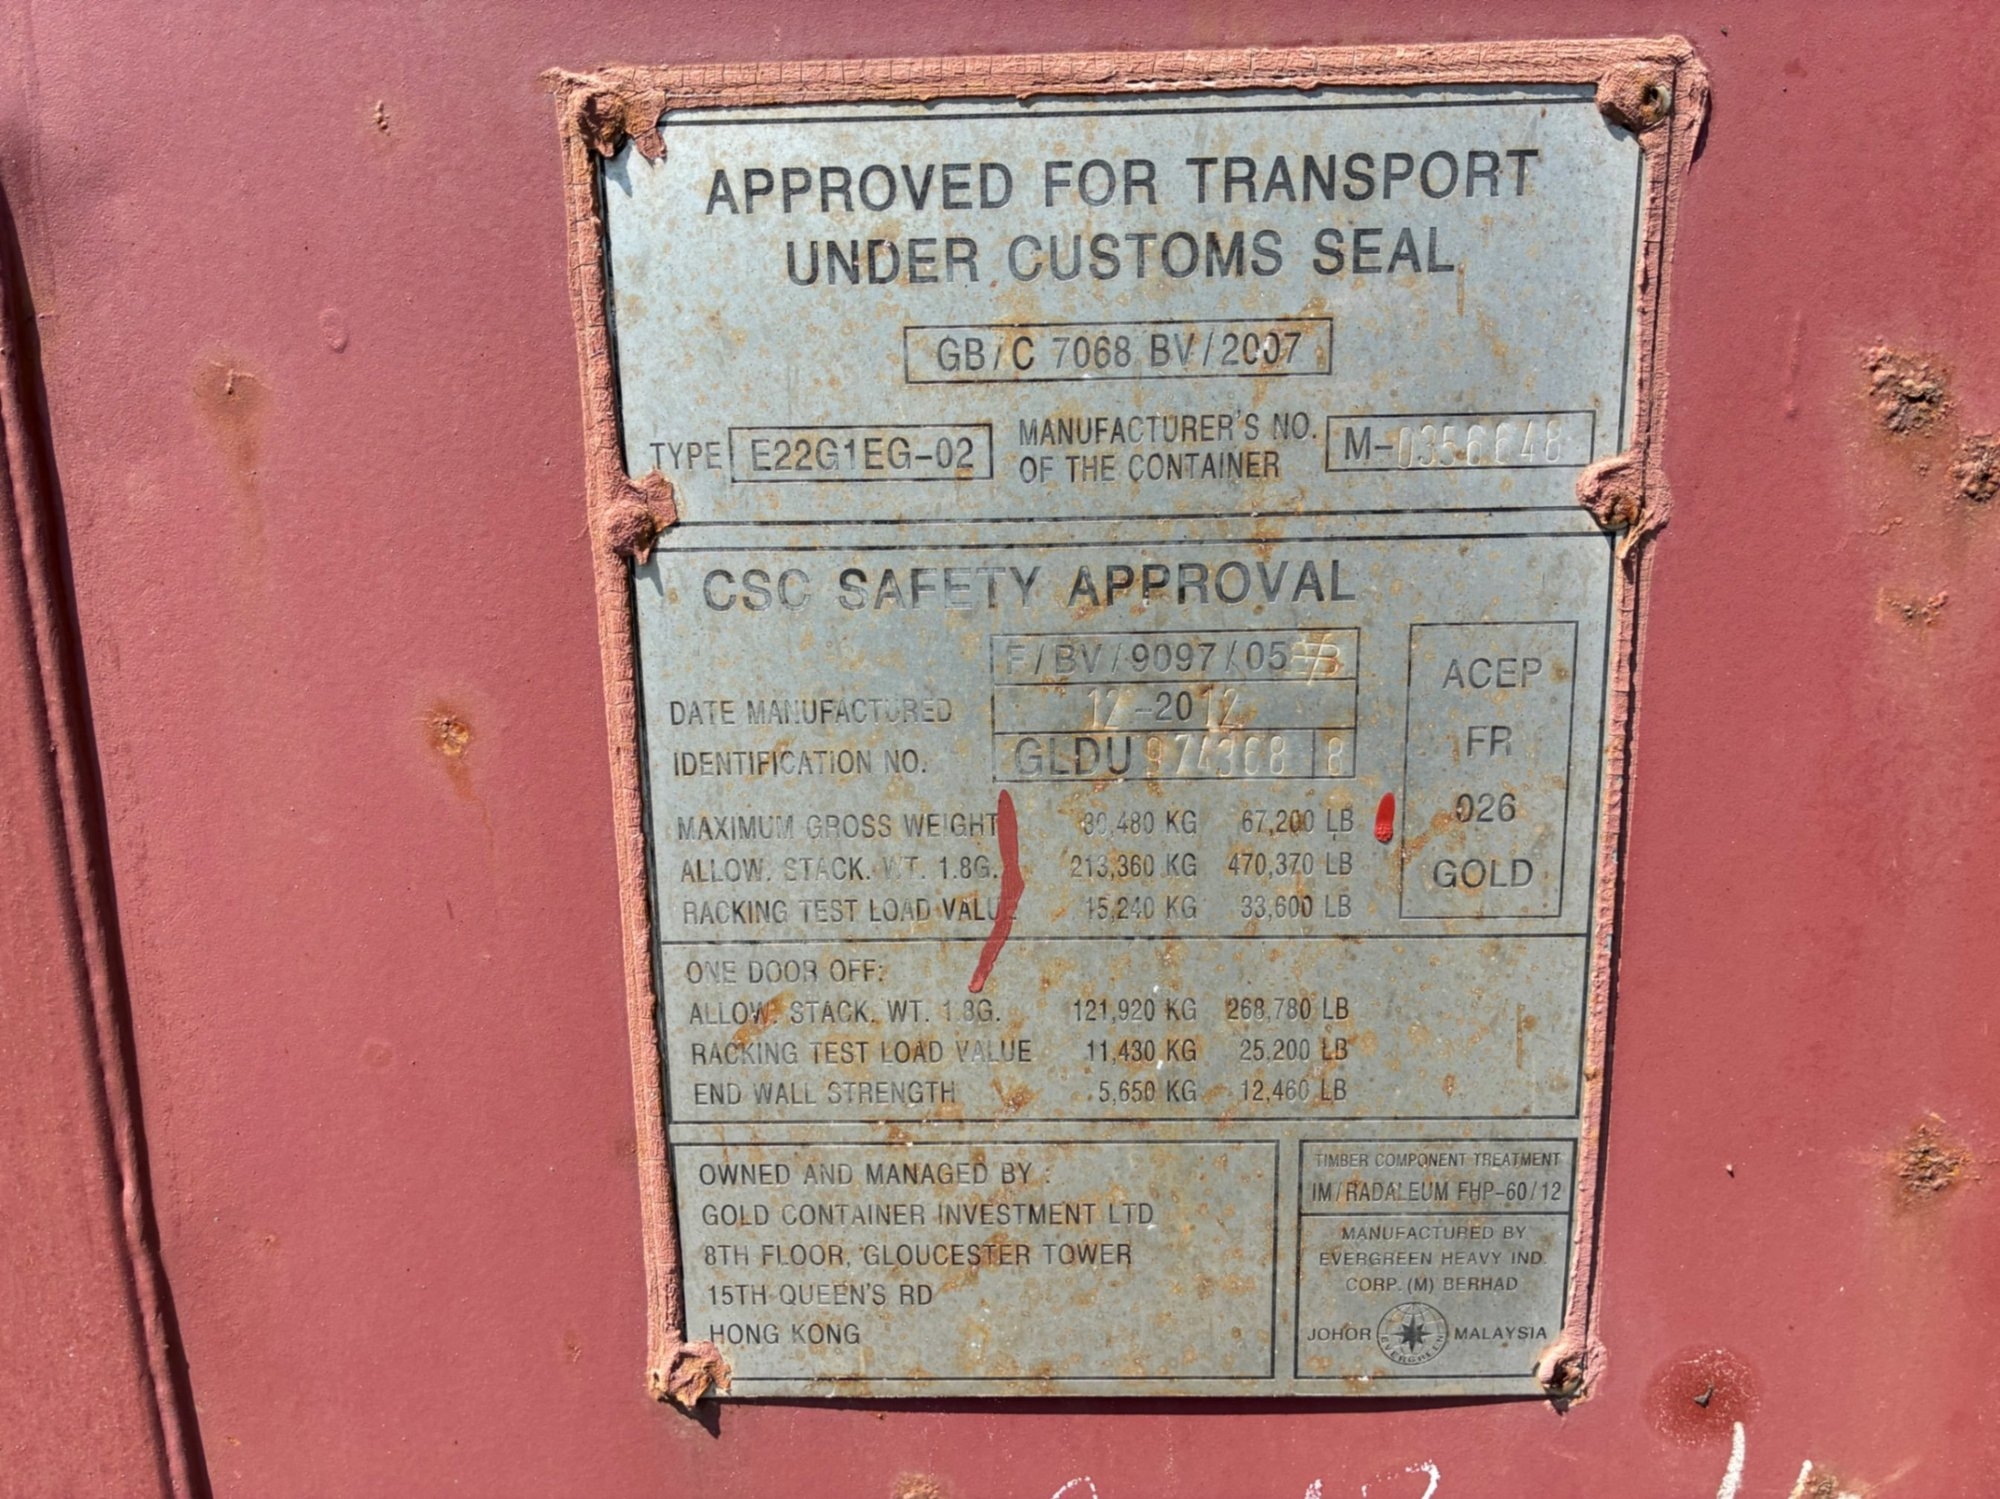 APPROVED FOR TRANSPORT
UNDER CUSTOMS SEAL
GB/C 7068 BV/2007
TYPE E22G1EG-02 MANUFACTURER'S NO. OF THE CONTAINER M-0356648
CSC SAFETY APPROVAL
F/BV/9097/05
DATE MANUFACTURED 12-2012
IDENTIFICATION NO. GLDU 974368 8
MAXIMUM GROSS WEIGHT 30,480 KG 67,200 LB
ALLOW. STACK. WT. 1.8G. 213,360 KG 470,370 LB
RACKING TEST LOAD VALUE 15,240 KG 33,600 LB
ACEP
FR
026
GOLD
ONE DOOR OFF:
ALLOW. STACK. WT. 1.8G. 121,920 KG 268,780 LB
RACKING TEST LOAD VALUE 11,430 KG 25,200 LB
END WALL STRENGTH 5,650 KG 12,460 LB
OWNED AND MANAGED BY :
GOLD CONTAINER INVESTMENT LTD
8TH FLOOR, GLOUCESTER TOWER
15TH QUEEN'S RD
HONG KONG
TIMBER COMPONENT TREATMENT
IM/RADALEUM FHP-60/12
MANUFACTURED BY
EVERGREEN HEAVY IND.
CORP. (M) BERHAD
JOHOR EVERGREEN MALAYSIA